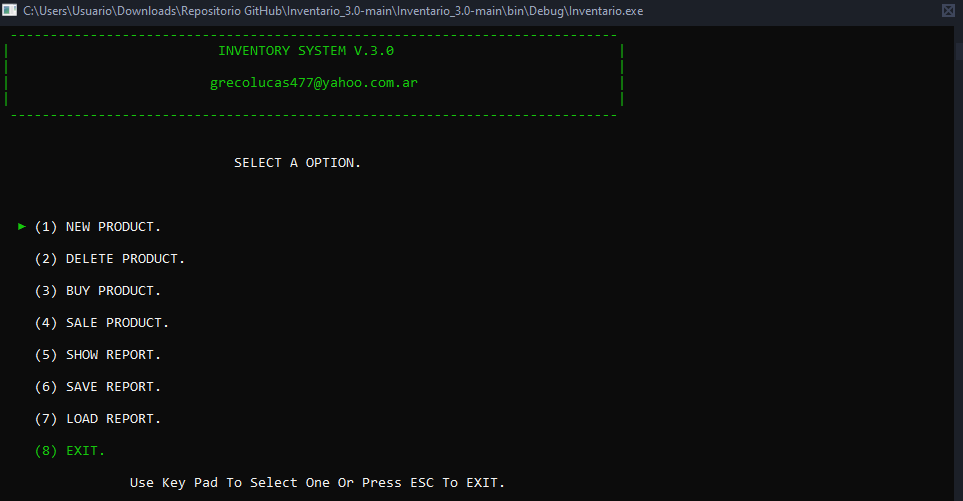 C:\Users\Usuario\Downloads\Repositorio GitHub\Inventario_3.0-main\Inventario_3.0-main\bin\Debug\Inventario.exe
INVENTORY SYSTEM V.3.0
grecolucas477@yahoo.com.ar
SELECT A OPTION.
► (1) NEW PRODUCT.
(2) DELETE PRODUCT.
(3) BUY PRODUCT.
(4) SALE PRODUCT.
(5) SHOW REPORT.
(6) SAVE REPORT.
(7) LOAD REPORT.
(8) EXIT.
Use Key Pad To Select One Or Press ESC To EXIT.